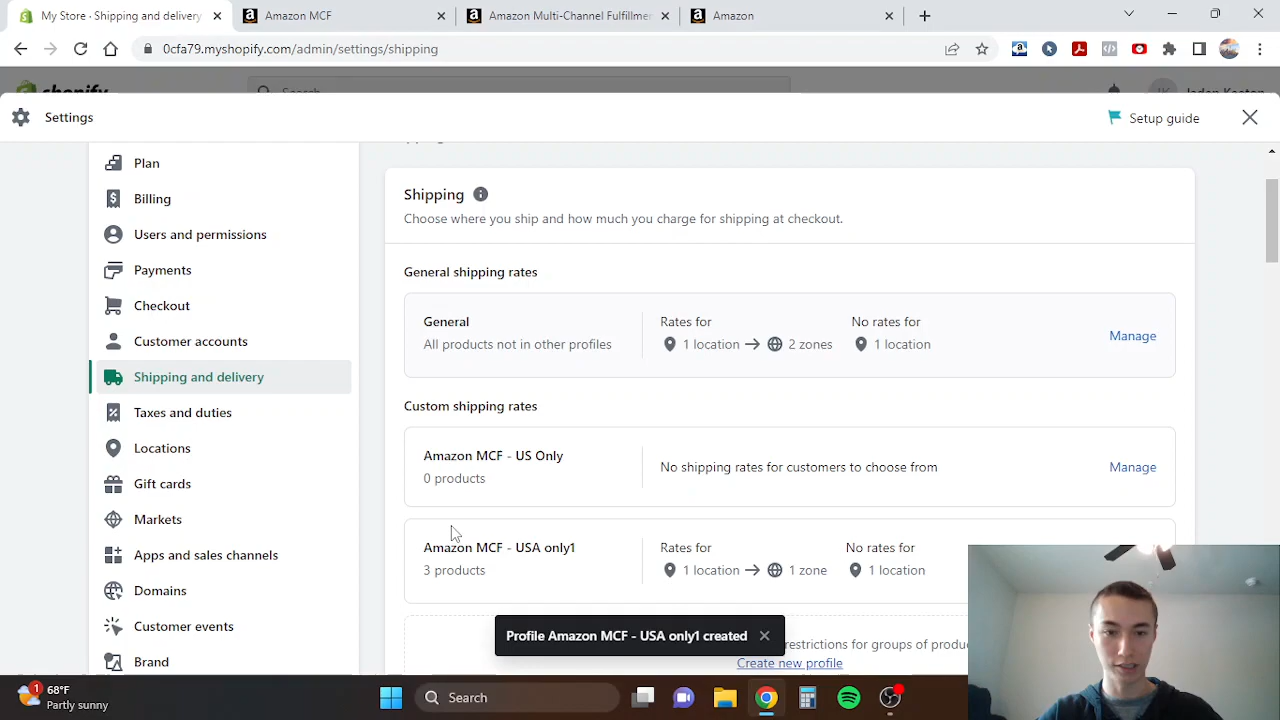 My Store · Shipping and delivery
Amazon MCF
Amazon Multi-Channel Fulfillmer
Amazon
0cfa79.myshopify.com/admin/settings/shipping
Settings
Setup guide
Plan
Billing
Users and permissions
Payments
Checkout
Customer accounts
Shipping and delivery
Taxes and duties
Locations
Gift cards
Markets
Apps and sales channels
Domains
Customer events
Brand
Shipping
Choose where you ship and how much you charge for shipping at checkout.
General shipping rates
General
All products not in other profiles
Rates for
1 location → 2 zones
No rates for
1 location
Manage
Custom shipping rates
Amazon MCF - US Only
0 products
No shipping rates for customers to choose from
Manage
Amazon MCF - USA only1
3 products
Rates for
1 location → 1 zone
No rates for
1 location
Profile Amazon MCF - USA only1 created
restrictions for groups of
Create new profile
1
68°F
Partly sunny
Search